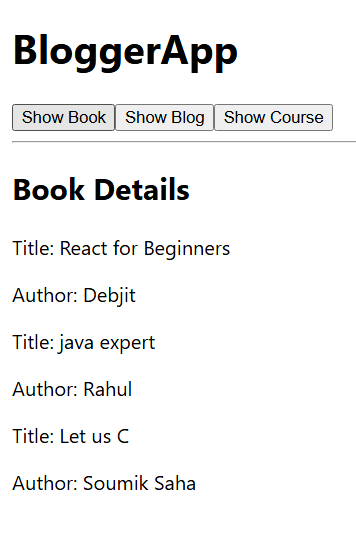 BloggerApp
Show Book Show Blog Show Course
Book Details
Title: React for Beginners
Author: Debjit
Title: java expert
Author: Rahul
Title: Let us C
Author: Soumik Saha